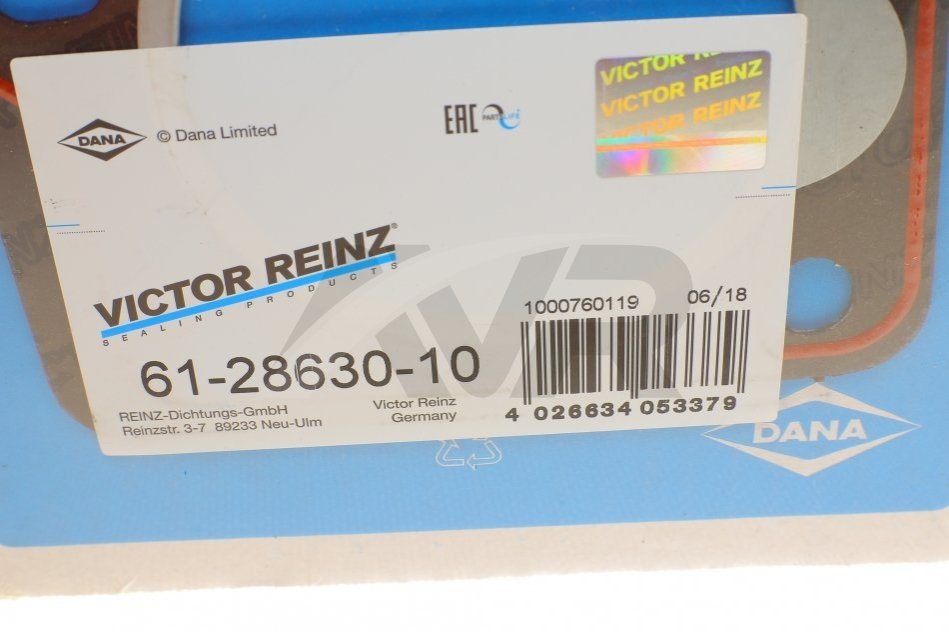 DANA © Dana Limited
EAC PARTSLIFE
VICTOR REINZ
VICTOR REINZ
VICTOR REINZ
VICTOR REINZ®
SEALING PRODUCTS
61-28630-10
REINZ-Dichtungs-GmbH
Reinzstr. 3-7 89233 Neu-Ulm
Victor Reinz
Germany
1000760119 06/18
4 026634 053379
VR
DANA